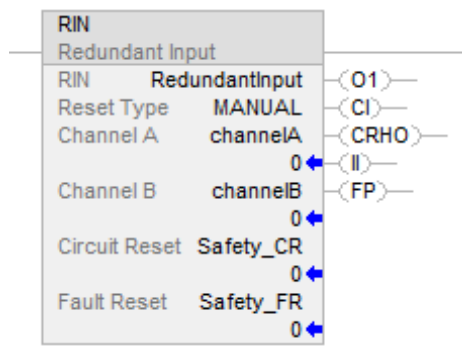 RIN
Redundant Input
RIN RedundantInput (O1)
Reset Type MANUAL (CI)
Channel A channelA (CRHO)
0 (II)
Channel B channelB (FP)
0
Circuit Reset Safety_CR
0
Fault Reset Safety_FR
0